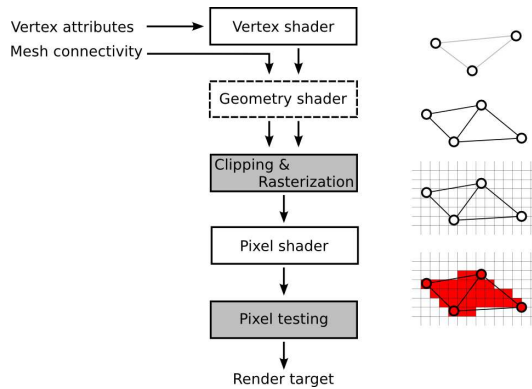 Vertex attributes
Vertex shader
Mesh connectivity
Geometry shader
Clipping &
Rasterization
Pixel shader
Pixel testing
Render target